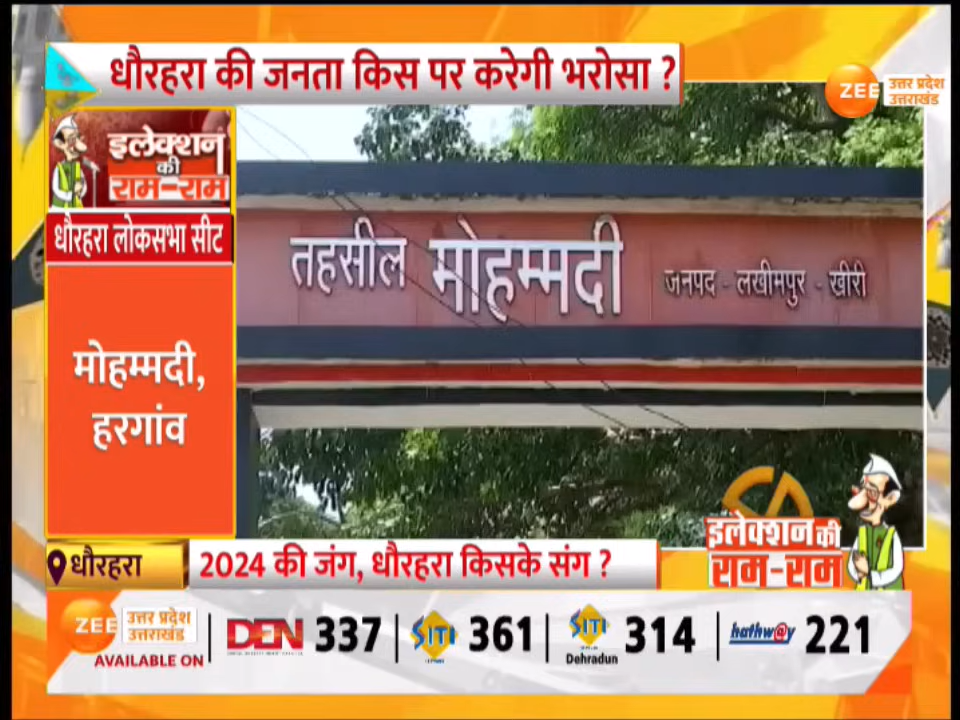 धौरहरा की जनता किस पर करेगी भरोसा ?
ZEE उत्तर प्रदेश
उत्तराखंड
इलेक्शन
की
राम-राम
धौरहरा लोकसभा सीट
मोहम्मदी,
हरगांव
तहसील मोहम्मदी जनपद - लखीमपुर - खीरी
इलेक्शन की
राम-राम
धौरहरा
2024 की जंग, धौरहरा किसके संग ?
ZEE उत्तर प्रदेश
उत्तराखंड
AVAILABLE ON
DEN 337
SITI 361
SITI Dehradun 314
hathw@y 221